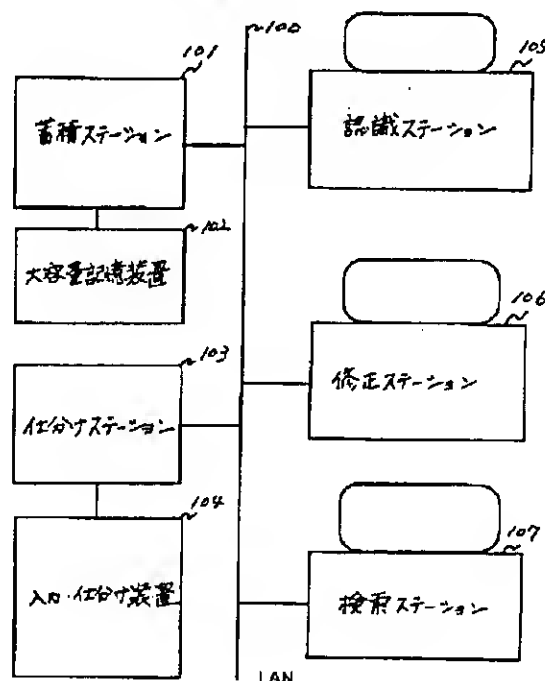 100
101
蓄積ステーション
102
大容量記憶装置
103
仕分けステーション
104
入力・仕分け装置
105
認識ステーション
106
修正ステーション
107
検索ステーション
LAN